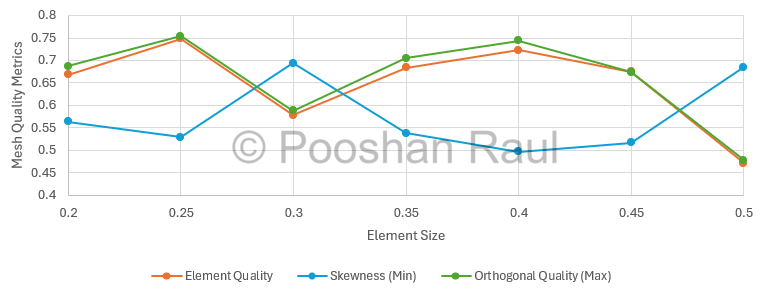 0.8
0.75
0.7
0.65
0.6
0.55
0.5
0.45
0.4
Mesh Quality Metrics
© Pooshan Raul
0.2 0.25 0.3 0.35 0.4 0.45 0.5
Element Size
Element Quality Skewness (Min) Orthogonal Quality (Max)